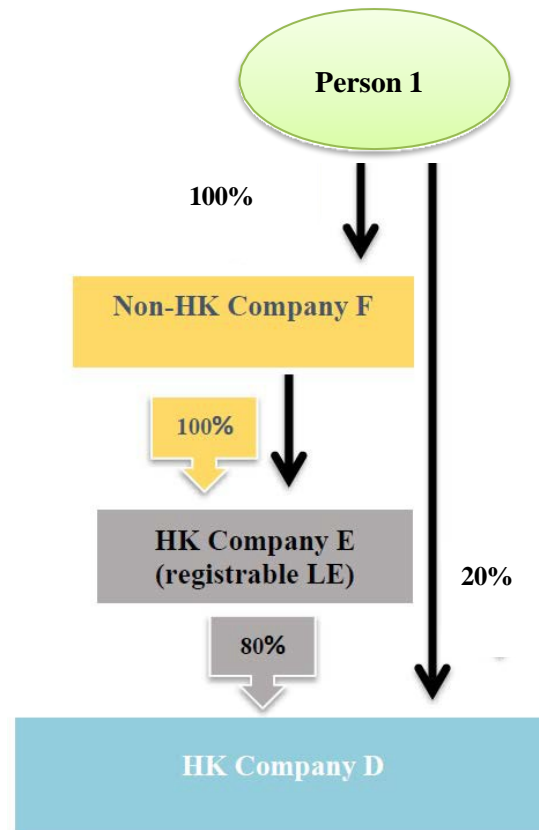 Person 1
100%
Non-HK Company F
100%
HK Company E
(registrable LE)
20%
80%
HK Company D